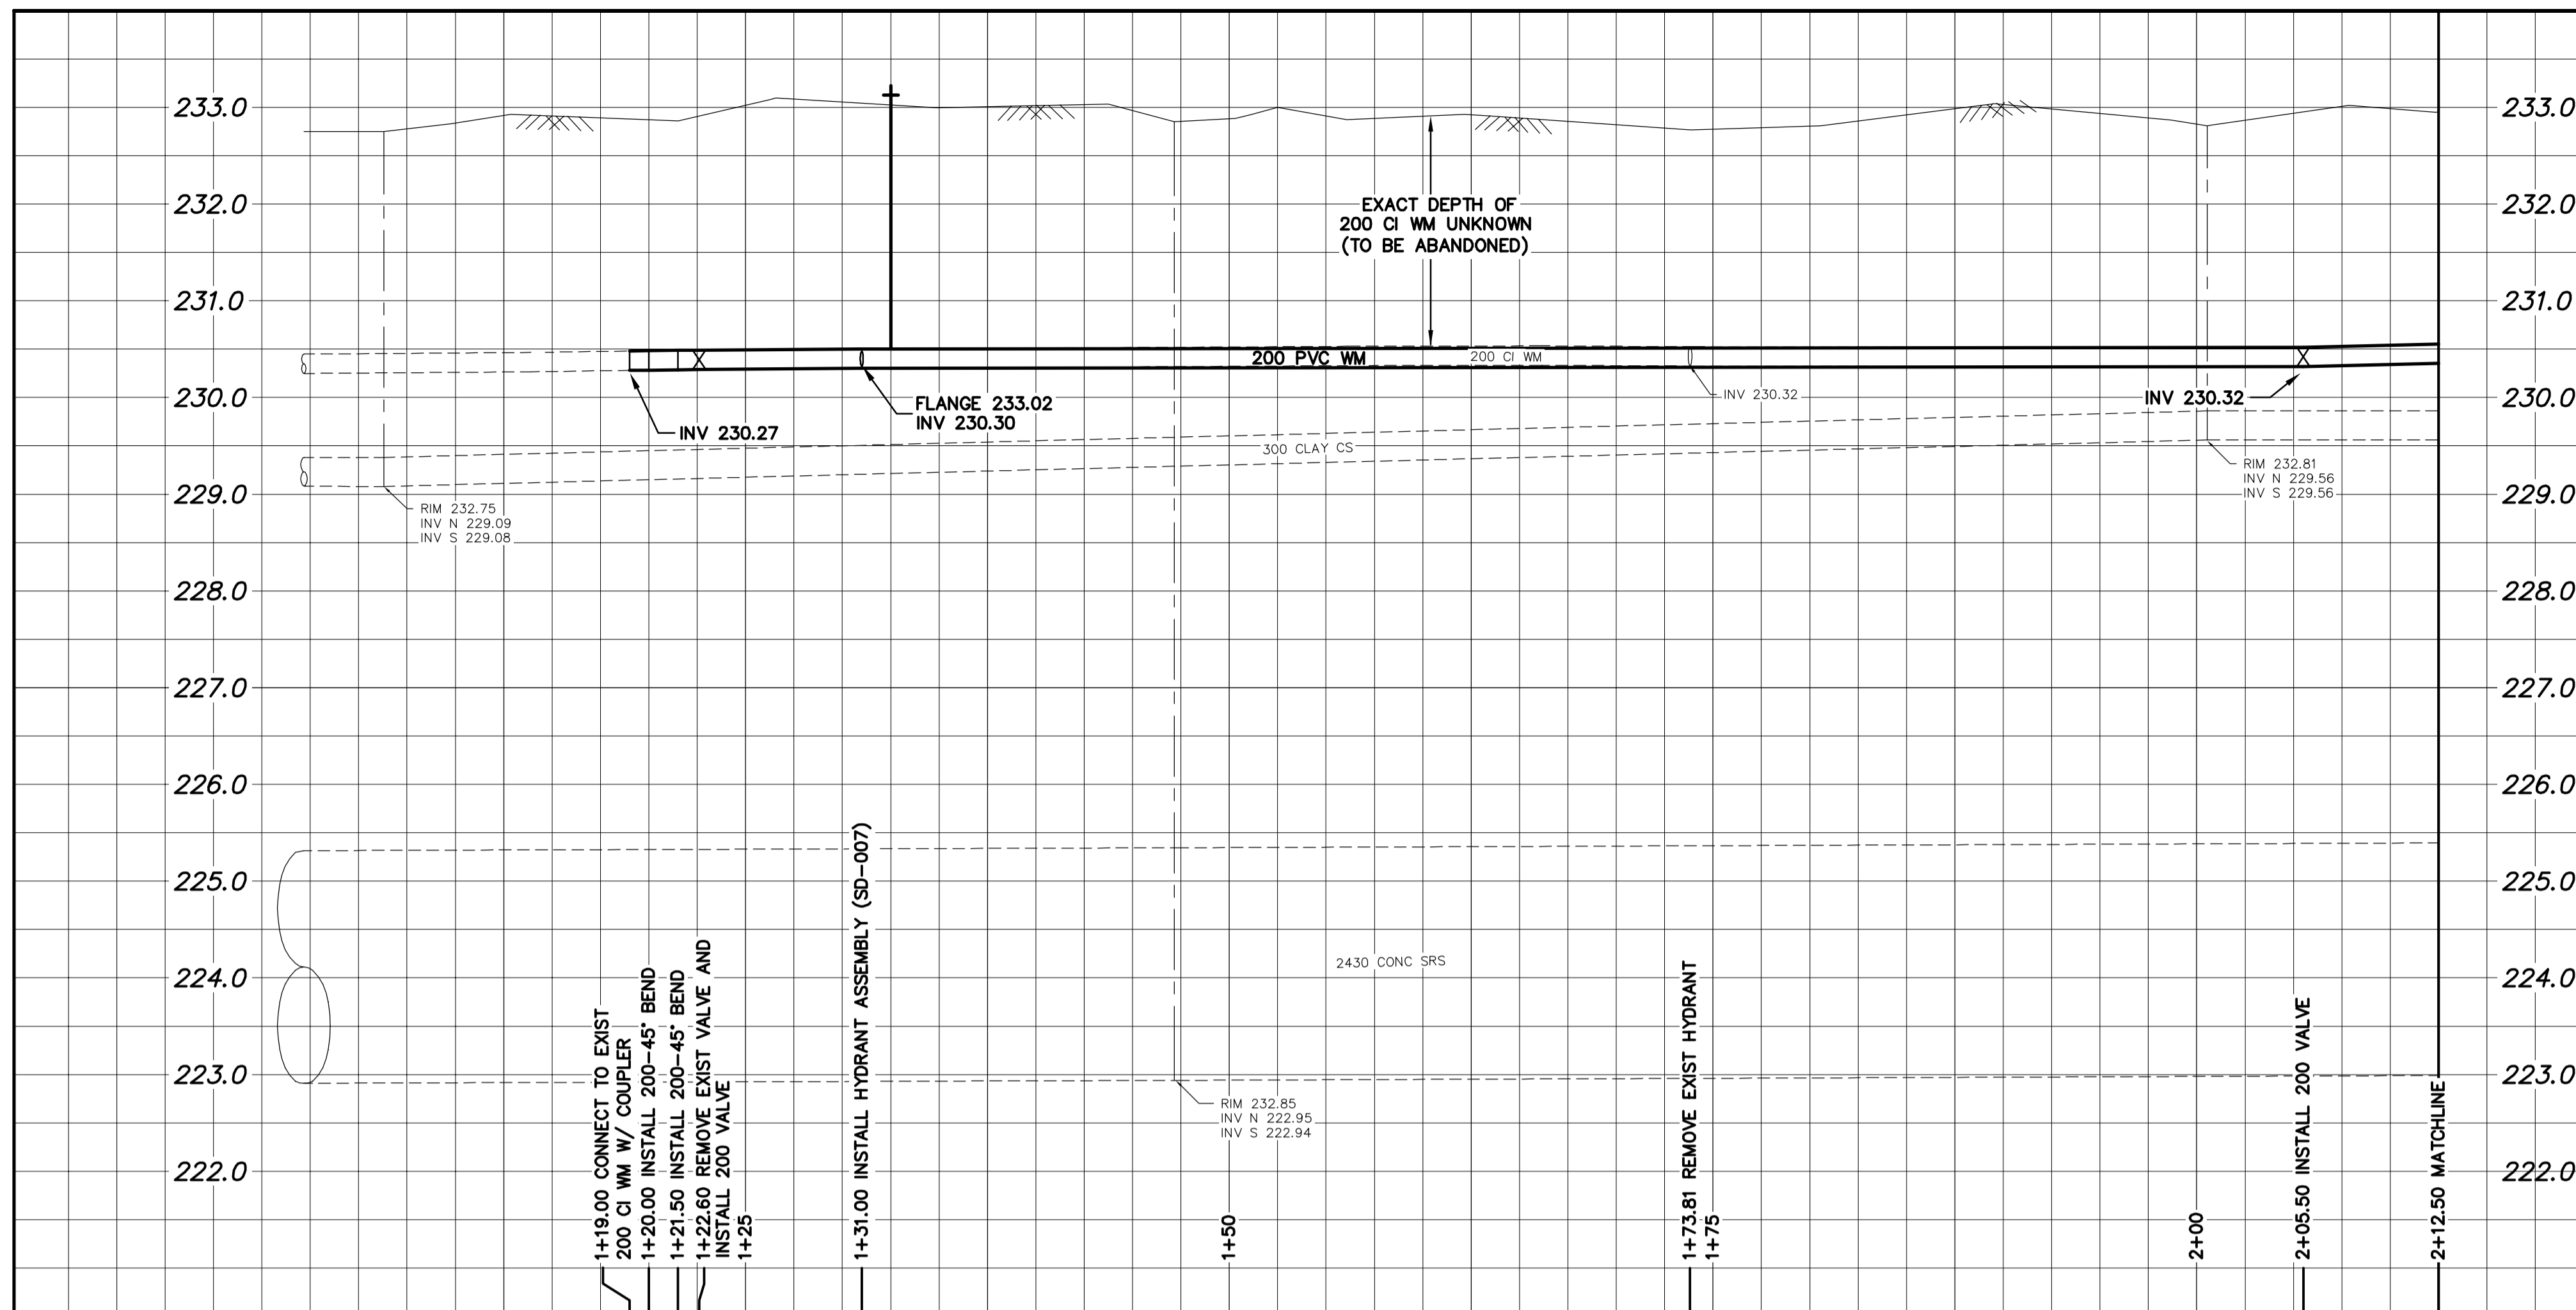 233.0
233.0
232.0
EXACT DEPTH OF
200 CI WM UNKNOWN
(TO BE ABANDONED)
232.0
231.0
231.0
200 PVC WM
200 CI WM
230.0
FLANGE 233.02
INV 230.30
INV 230.32
INV 230.32
230.0
INV 230.27
300 CLAY CS
229.0
RIM 232.75
INV N 229.09
INV S 229.08
RIM 232.81
INV N 229.56
INV S 229.56
229.0
228.0
228.0
227.0
227.0
226.0
226.0
225.0
225.0
224.0
2430 CONC SRS
224.0
223.0
223.0
RIM 232.85
INV N 222.95
INV S 222.94
222.0
222.0
1+19.00 CONNECT TO EXIST
200 CI WM W/ COUPLER
1+20.00 INSTALL 200-45° BEND
1+21.50 INSTALL 200-45° BEND
1+22.60 REMOVE EXIST VALVE AND
INSTALL 200 VALVE
1+25
1+31.00 INSTALL HYDRANT ASSEMBLY (SD-007)
1+50
1+73.81 REMOVE EXIST HYDRANT
1+75
2+00
2+05.50 INSTALL 200 VALVE
2+12.50 MATCHLINE